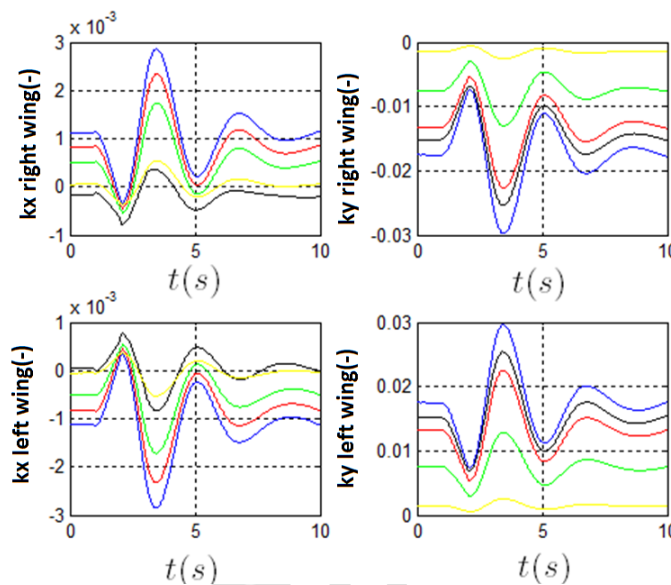 x 10⁻³
3
2
1
0
-1
0 5 10
kx right wing(-)
t(s)
0
-0.01
-0.02
-0.03
0 5 10
ky right wing(-)
t(s)
x 10⁻³
1
0
-1
-2
-3
0 5 10
kx left wing(-)
t(s)
0.03
0.02
0.01
0
0 5 10
ky left wing(-)
t(s)